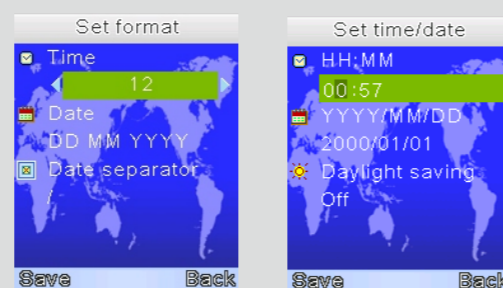 Set format
Time
12
Date
DD MM YYYY
Date separator
/
Save Back
Set time/date
HH:MM
00:57
YYYY/MM/DD
2000/01/01
Daylight saving
Off
Save Back